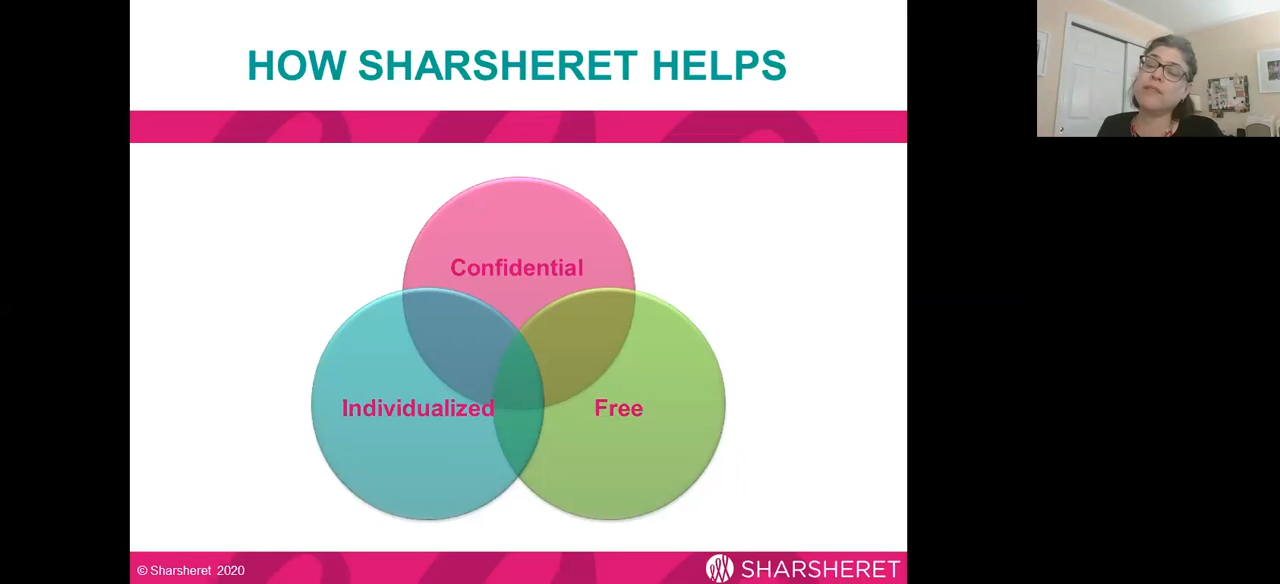 HOW SHARSHERET HELPS
Confidential
Individualized
Free
© Sharsheret 2020
SHARSHERET